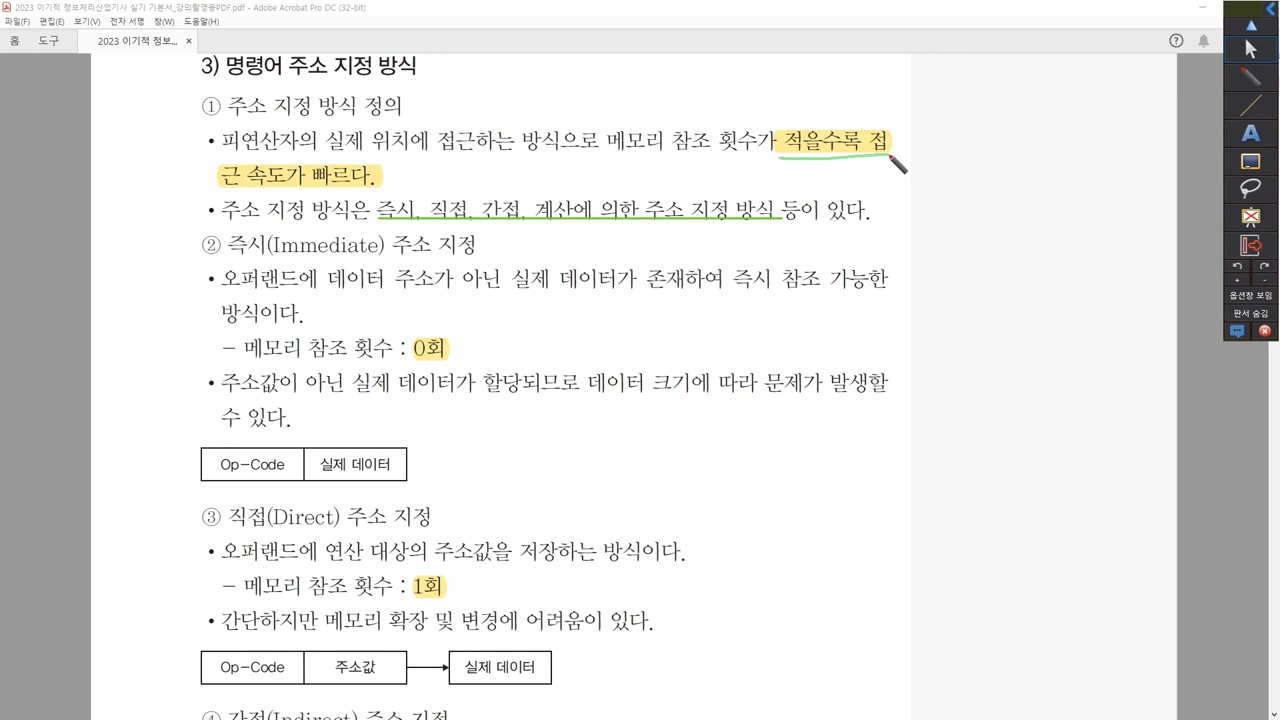 2023 이기적 정보처리산업기사 실기 기본서_강의촬영용PDF.pdf - Adobe Acrobat Pro DC (32-bit)
파일(F) 편집(E) 보기(V) 전자 서명 창(W) 도움말(H)
홈 도구 2023 이기적 정보... ×
3) 명령어 주소 지정 방식
① 주소 지정 방식 정의
• 피연산자의 실제 위치에 접근하는 방식으로 메모리 참조 횟수가 적을수록 접
근 속도가 빠르다.
• 주소 지정 방식은 즉시, 직접, 간접, 계산에 의한 주소 지정 방식 등이 있다.
② 즉시(Immediate) 주소 지정
• 오퍼랜드에 데이터 주소가 아닌 실제 데이터가 존재하여 즉시 참조 가능한
방식이다.
– 메모리 참조 횟수 : 0회
• 주소값이 아닌 실제 데이터가 할당되므로 데이터 크기에 따라 문제가 발생할
수 있다.
Op-Code 실제 데이터
③ 직접(Direct) 주소 지정
• 오퍼랜드에 연산 대상의 주소값을 저장하는 방식이다.
– 메모리 참조 횟수 : 1회
• 간단하지만 메모리 확장 및 변경에 어려움이 있다.
Op-Code 주소값 실제 데이터
④ 간접(Indirect) 주소 지정
A
+ -
옵션창 보임
판서 숨김